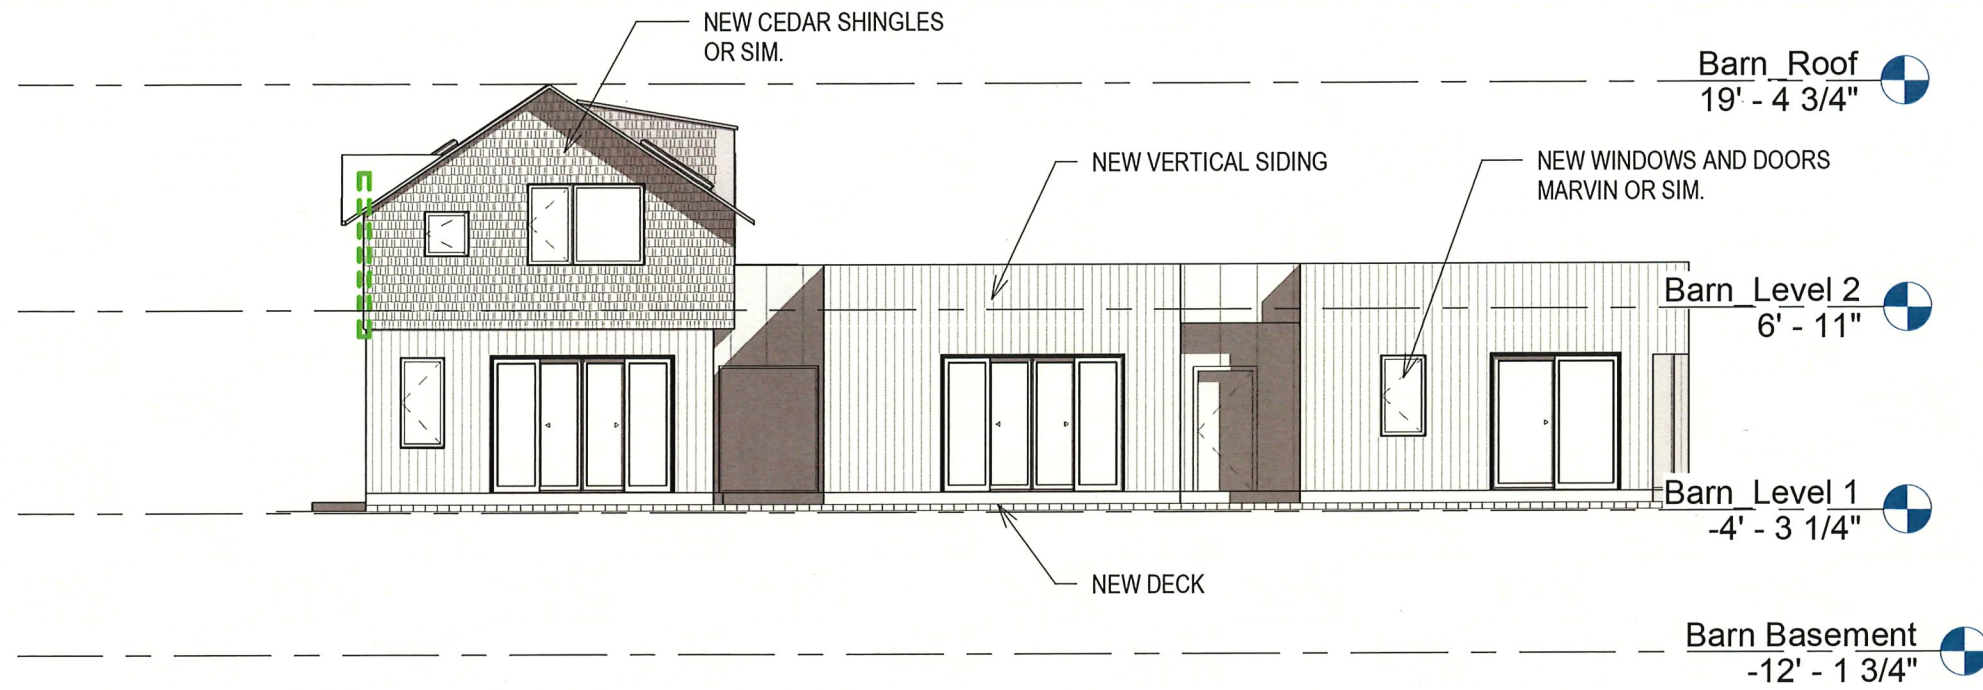 NEW CEDAR SHINGLES
OR SIM.
Barn_Roof
19' - 4 3/4"
NEW VERTICAL SIDING
NEW WINDOWS AND DOORS
MARVIN OR SIM.
Barn_Level 2
6' - 11"
Barn_Level 1
-4' - 3 1/4"
NEW DECK
Barn Basement
-12' - 1 3/4"